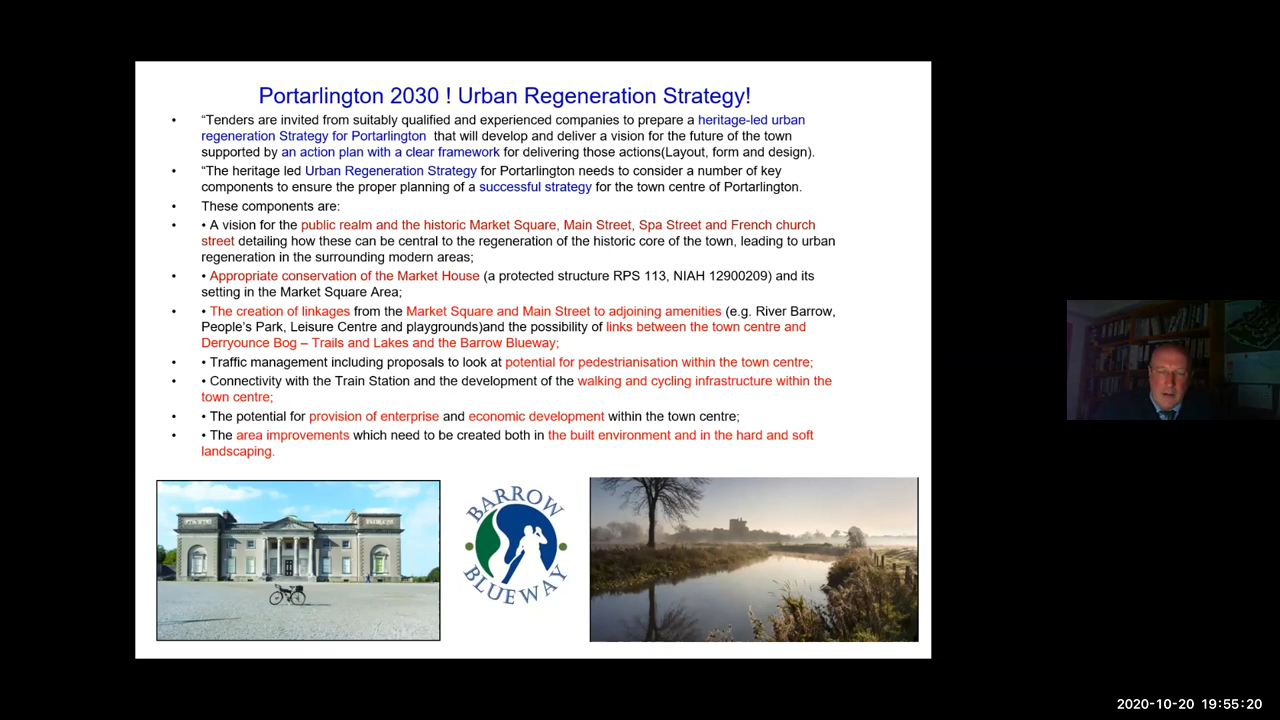 Portarlington 2030 ! Urban Regeneration Strategy!
• “Tenders are invited from suitably qualified and experienced companies to prepare a heritage-led urban
regeneration Strategy for Portarlington that will develop and deliver a vision for the future of the town
supported by an action plan with a clear framework for delivering those actions(Layout, form and design).
• “The heritage led Urban Regeneration Strategy for Portarlington needs to consider a number of key
components to ensure the proper planning of a successful strategy for the town centre of Portarlington.
• These components are:
• • A vision for the public realm and the historic Market Square, Main Street, Spa Street and French church
street detailing how these can be central to the regeneration of the historic core of the town, leading to urban
regeneration in the surrounding modern areas;
• • Appropriate conservation of the Market House (a protected structure RPS 113, NIAH 12900209) and its
setting in the Market Square Area;
• • The creation of linkages from the Market Square and Main Street to adjoining amenities (e.g. River Barrow,
People’s Park, Leisure Centre and playgrounds)and the possibility of links between the town centre and
Derryounce Bog – Trails and Lakes and the Barrow Blueway;
• • Traffic management including proposals to look at potential for pedestrianisation within the town centre;
• • Connectivity with the Train Station and the development of the walking and cycling infrastructure within the
town centre;
• • The potential for provision of enterprise and economic development within the town centre;
• • The area improvements which need to be created both in the built environment and in the hard and soft
landscaping.
BARROW
BLUEWAY
2020-10-20 19:55:20